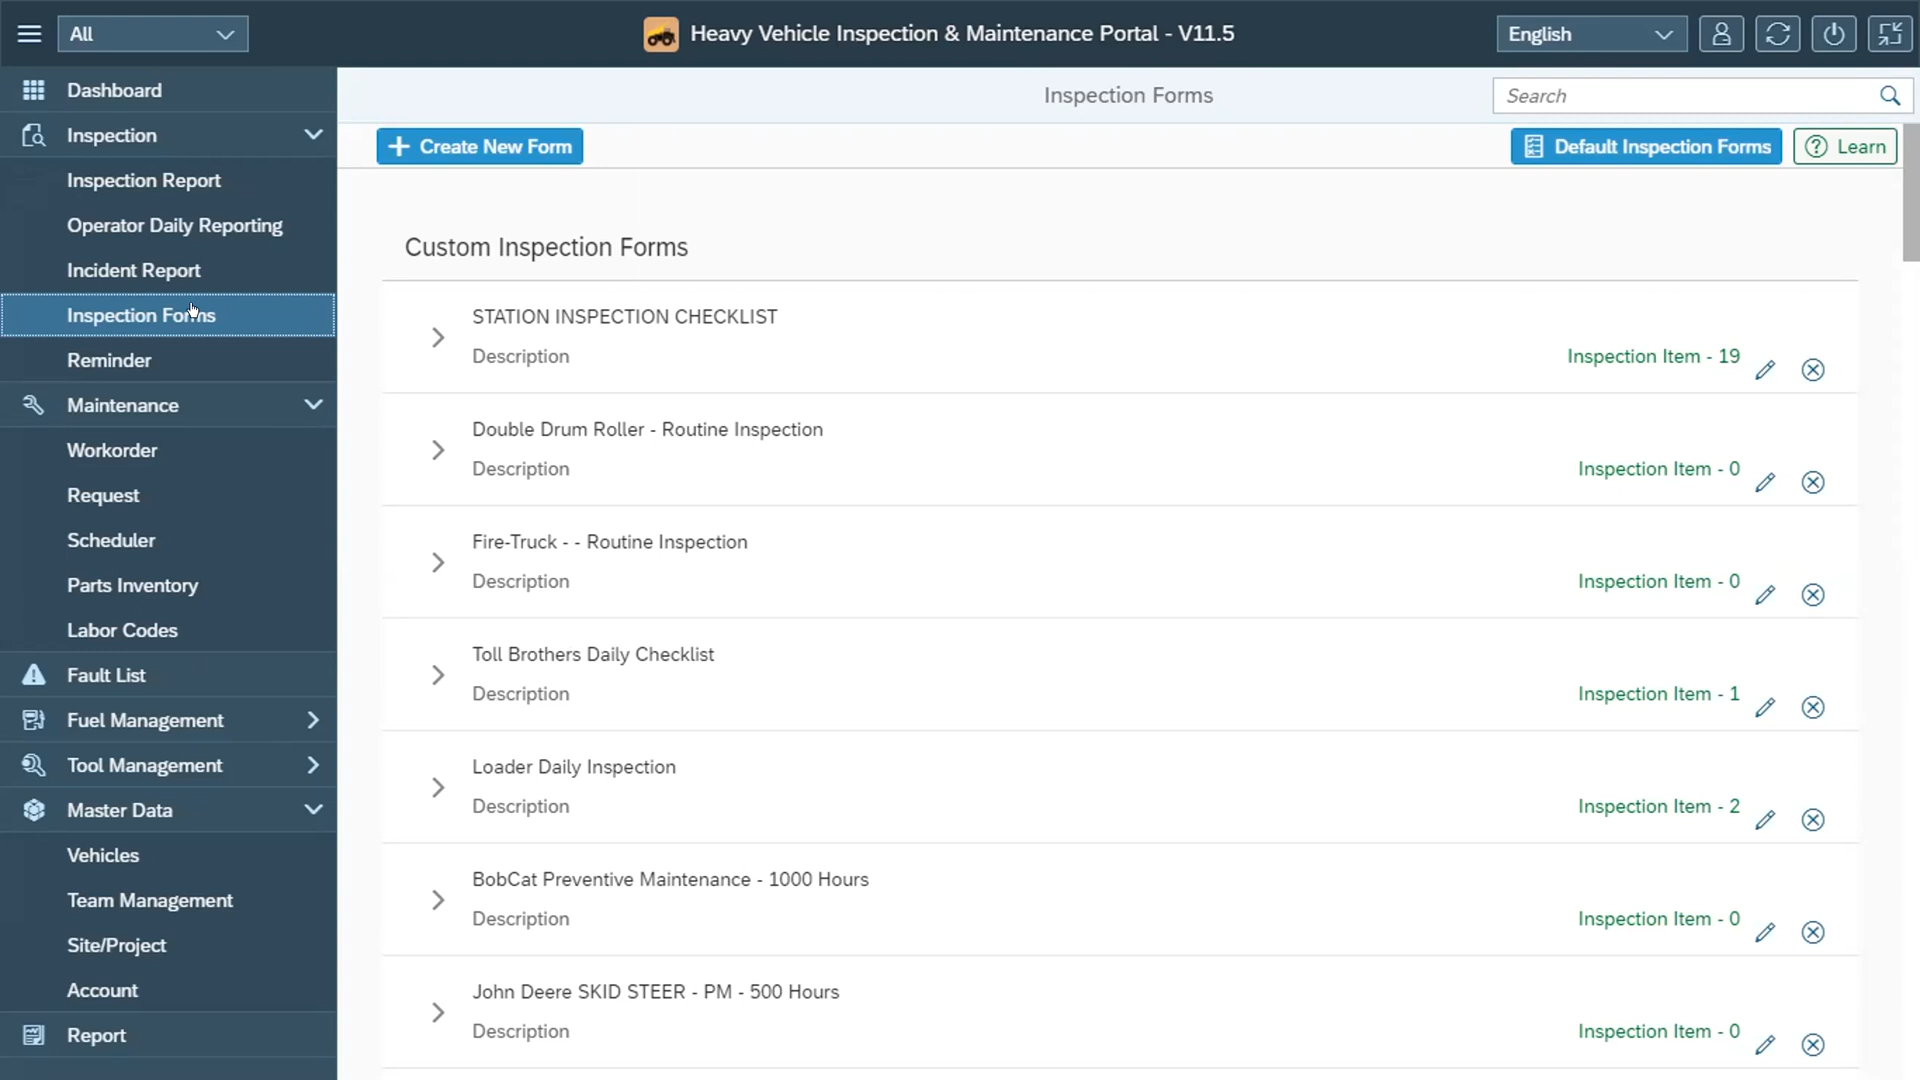 All
Heavy Vehicle Inspection & Maintenance Portal - V11.5
English
Dashboard
Inspection
Inspection Report
Operator Daily Reporting
Incident Report
Inspection Forms
Reminder
Maintenance
Workorder
Request
Scheduler
Parts Inventory
Labor Codes
Fault List
Fuel Management
Tool Management
Master Data
Vehicles
Team Management
Site/Project
Account
Report
Inspection Forms
Search
Create New Form
Default Inspection Forms
Learn
Custom Inspection Forms
STATION INSPECTION CHECKLIST
Description
Inspection Item - 19
Double Drum Roller - Routine Inspection
Description
Inspection Item - 0
Fire-Truck - - Routine Inspection
Description
Inspection Item - 0
Toll Brothers Daily Checklist
Description
Inspection Item - 1
Loader Daily Inspection
Description
Inspection Item - 2
BobCat Preventive Maintenance - 1000 Hours
Description
Inspection Item - 0
John Deere SKID STEER - PM - 500 Hours
Description
Inspection Item - 0